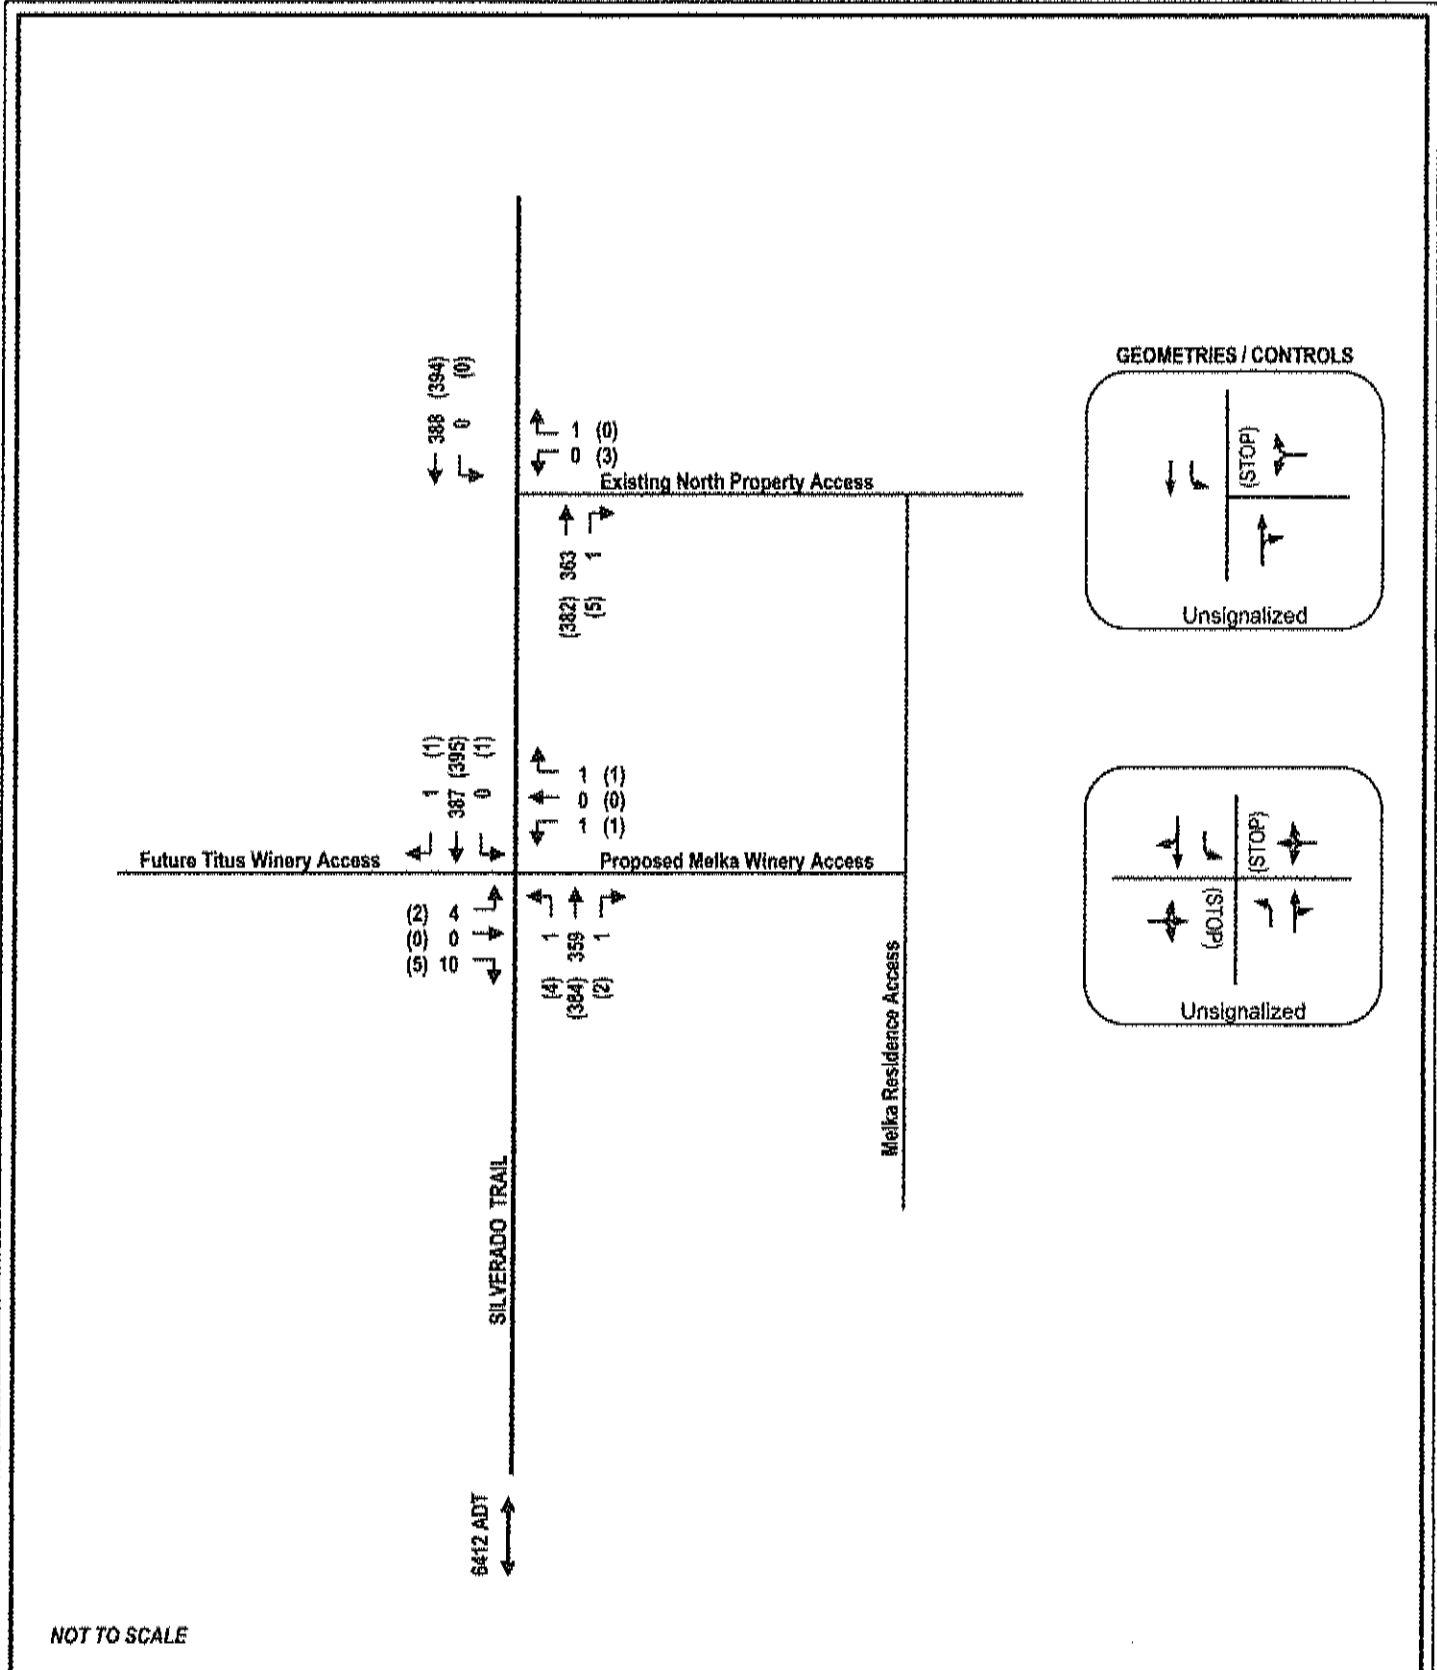 GEOMETRIES / CONTROLS
388 (394)
0 (0)
1 (0)
0 (3)
Existing North Property Access
(382) 363
(5) 1
(STOP)
Unsignalized
1 (1)
387 (395)
0 (1)
1 (1)
0 (0)
1 (1)
Future Titus Winery Access
Proposed Melka Winery Access
(2) 4
(0) 0
(5) 10
(4) 1
(384) 359
(2) 1
(STOP)
(STOP)
Unsignalized
Melka Residence Access
SILVERADO TRAIL
6412 ADT
NOT TO SCALE